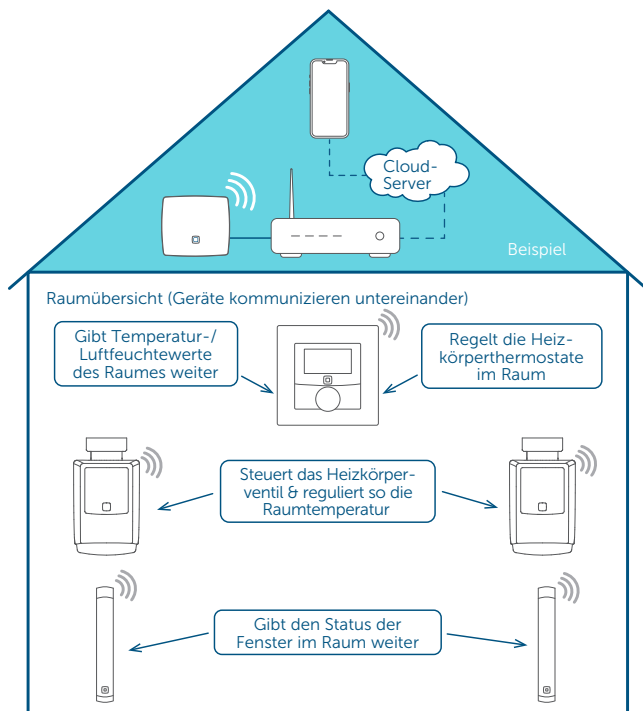 Cloud-
Server
Beispiel
Raumübersicht (Geräte kommunizieren untereinander)
Gibt Temperatur-/
Luftfeuchtewerte
des Raumes weiter
Regelt die Heiz-
körperthermostate
im Raum
Steuert das Heizkörper-
ventil & reguliert so die
Raumtemperatur
Gibt den Status der
Fenster im Raum weiter